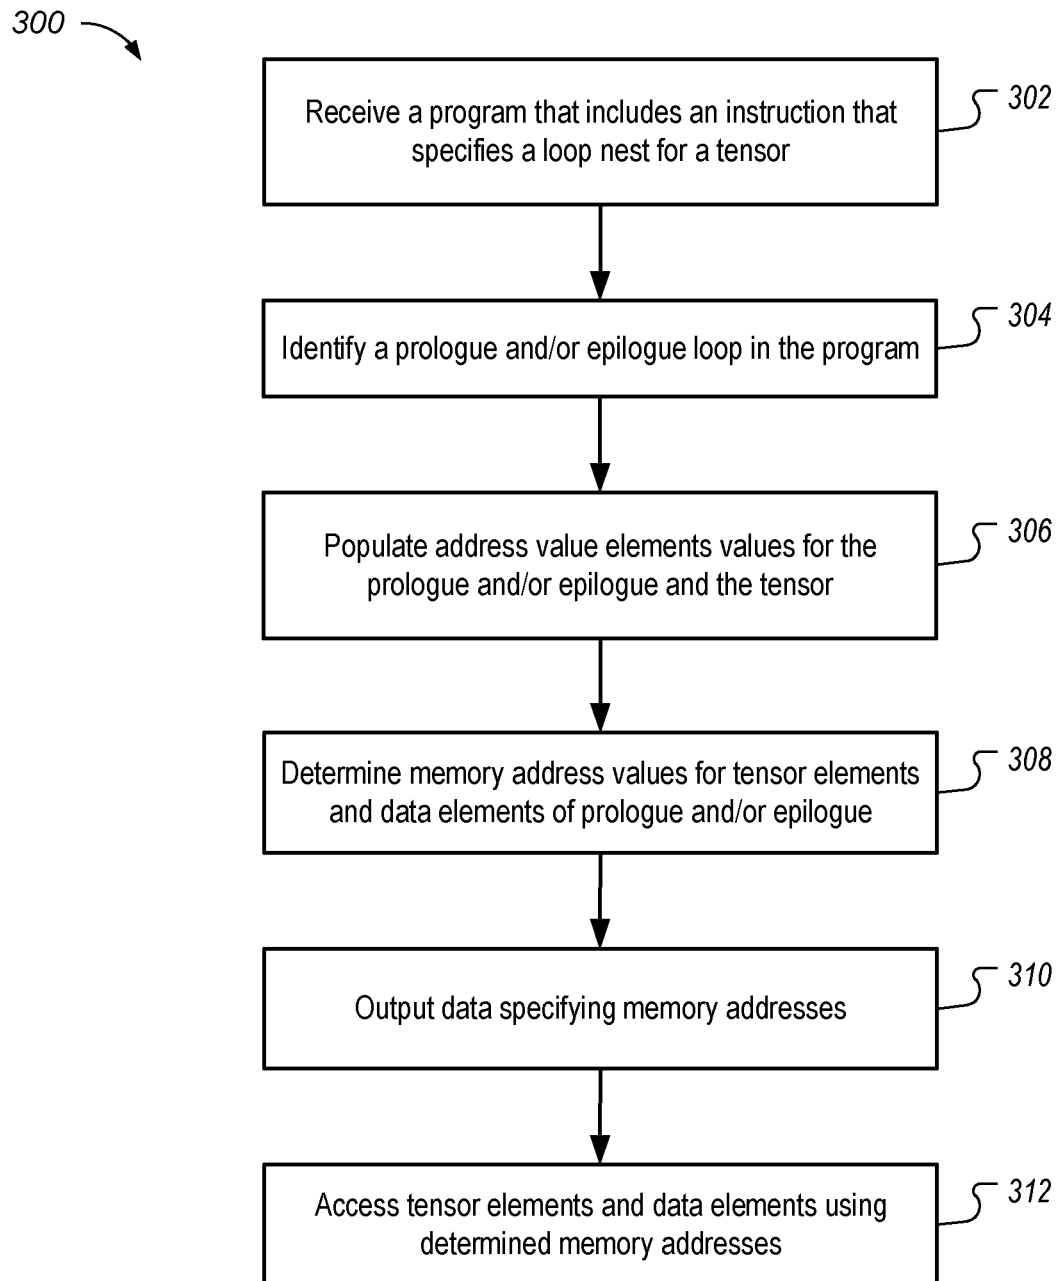 300
Receive a program that includes an instruction that
specifies a loop nest for a tensor
302
Identify a prologue and/or epilogue loop in the program
304
Populate address value elements values for the
prologue and/or epilogue and the tensor
306
Determine memory address values for tensor elements
and data elements of prologue and/or epilogue
308
Output data specifying memory addresses
310
Access tensor elements and data elements using
determined memory addresses
312